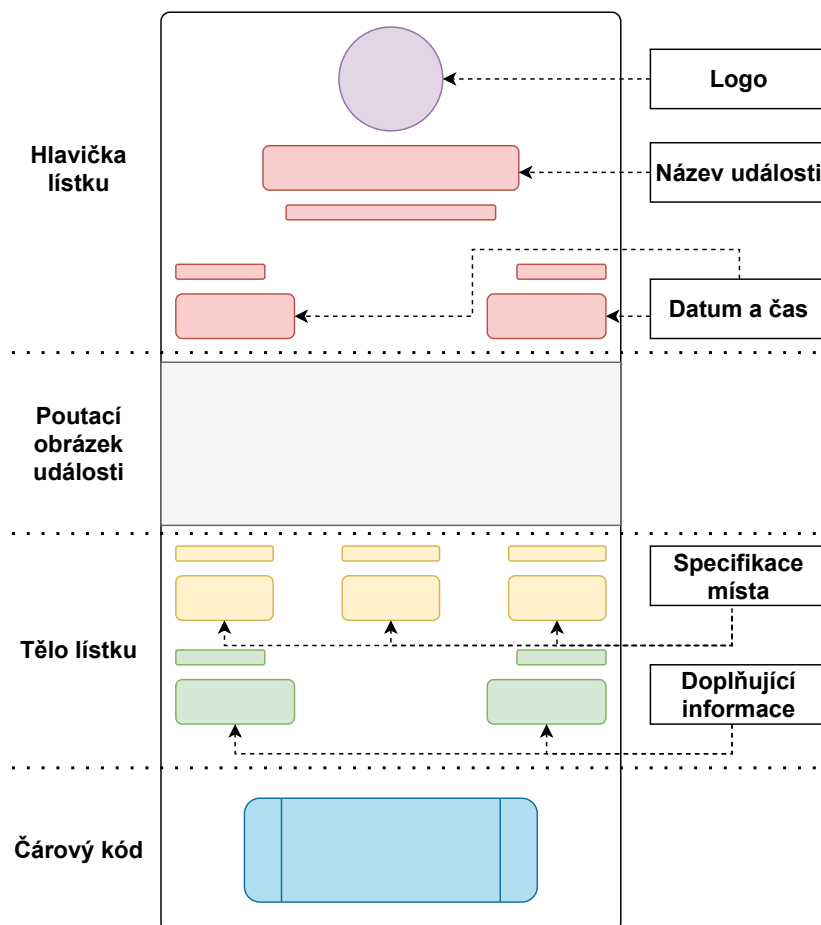 Logo
Hlavička
lístku
Název události
Datum a čas
Poutací
obrázek
události
Specifikace
místa
Tělo lístku
Doplňující
informace
Čárový kód